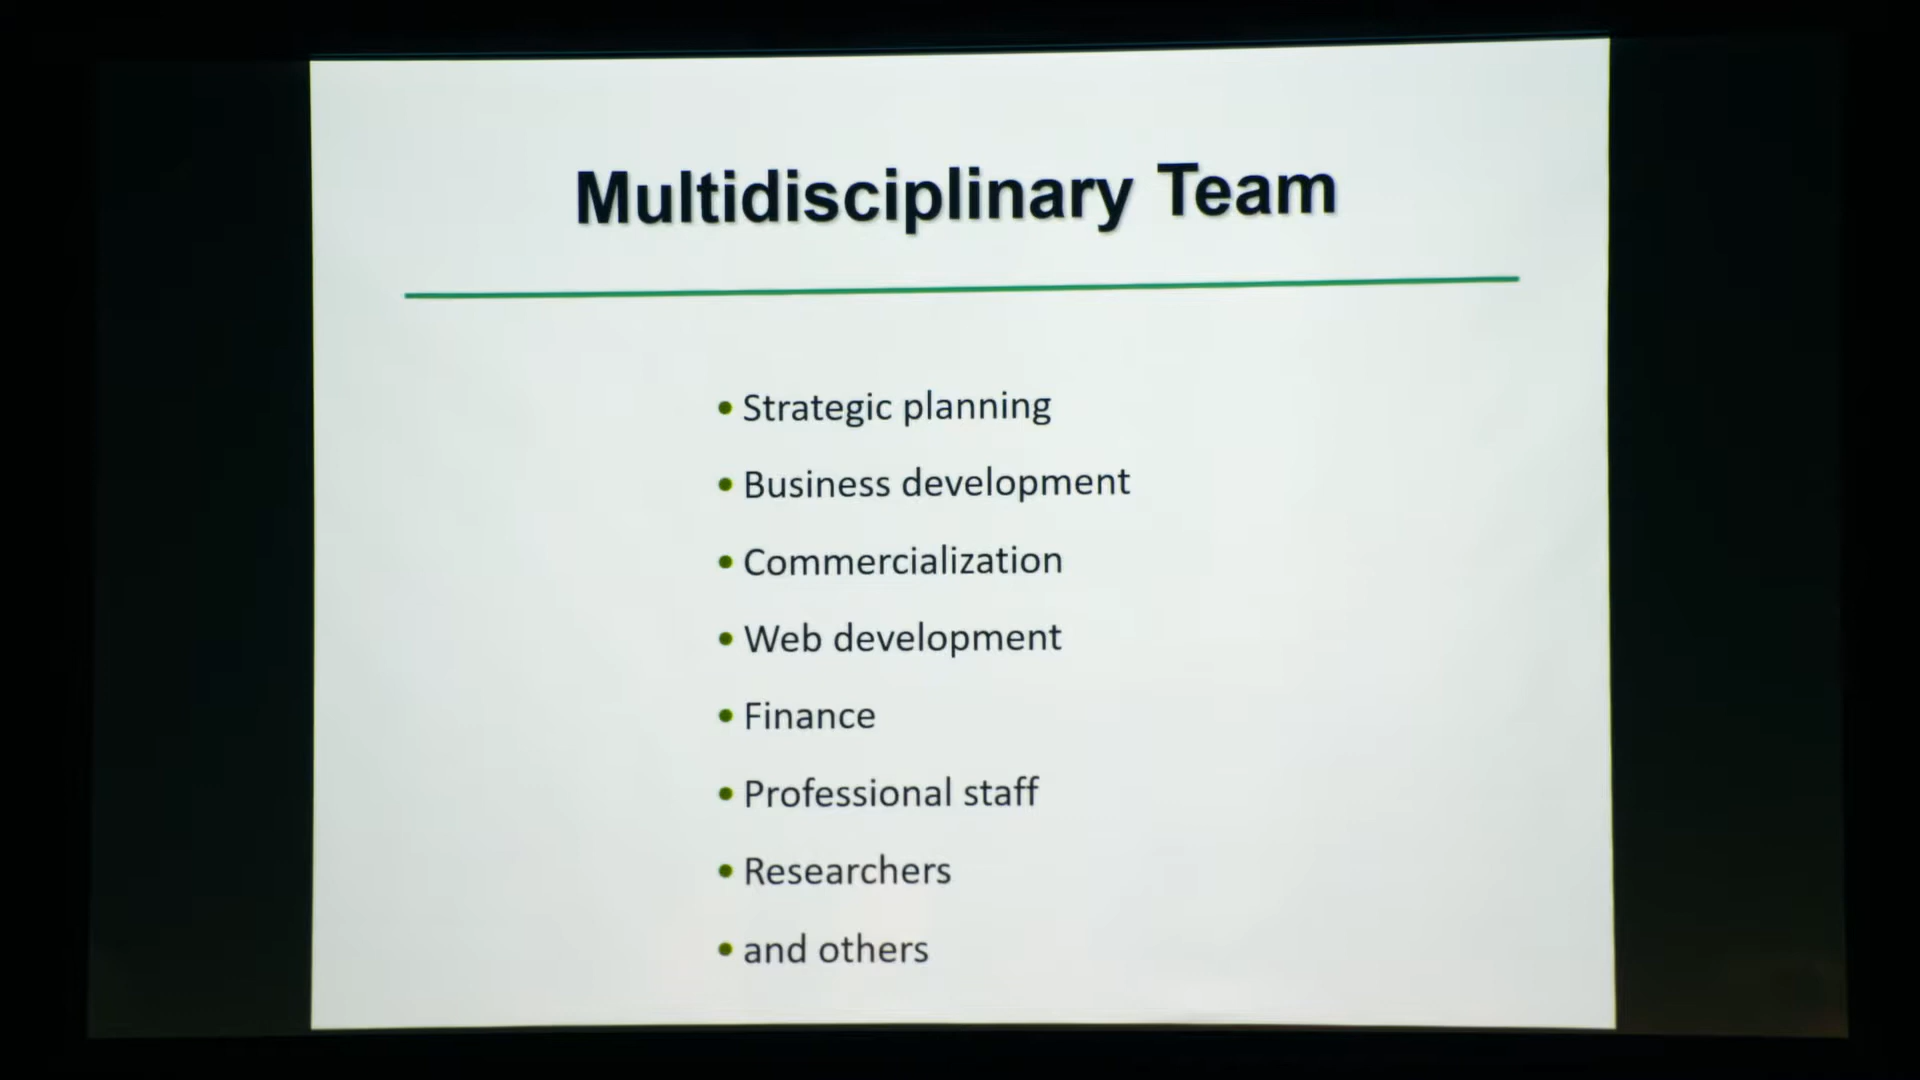 Multidisciplinary Team
• Strategic planning
• Business development
• Commercialization
• Web development
• Finance
• Professional staff
• Researchers
• and others